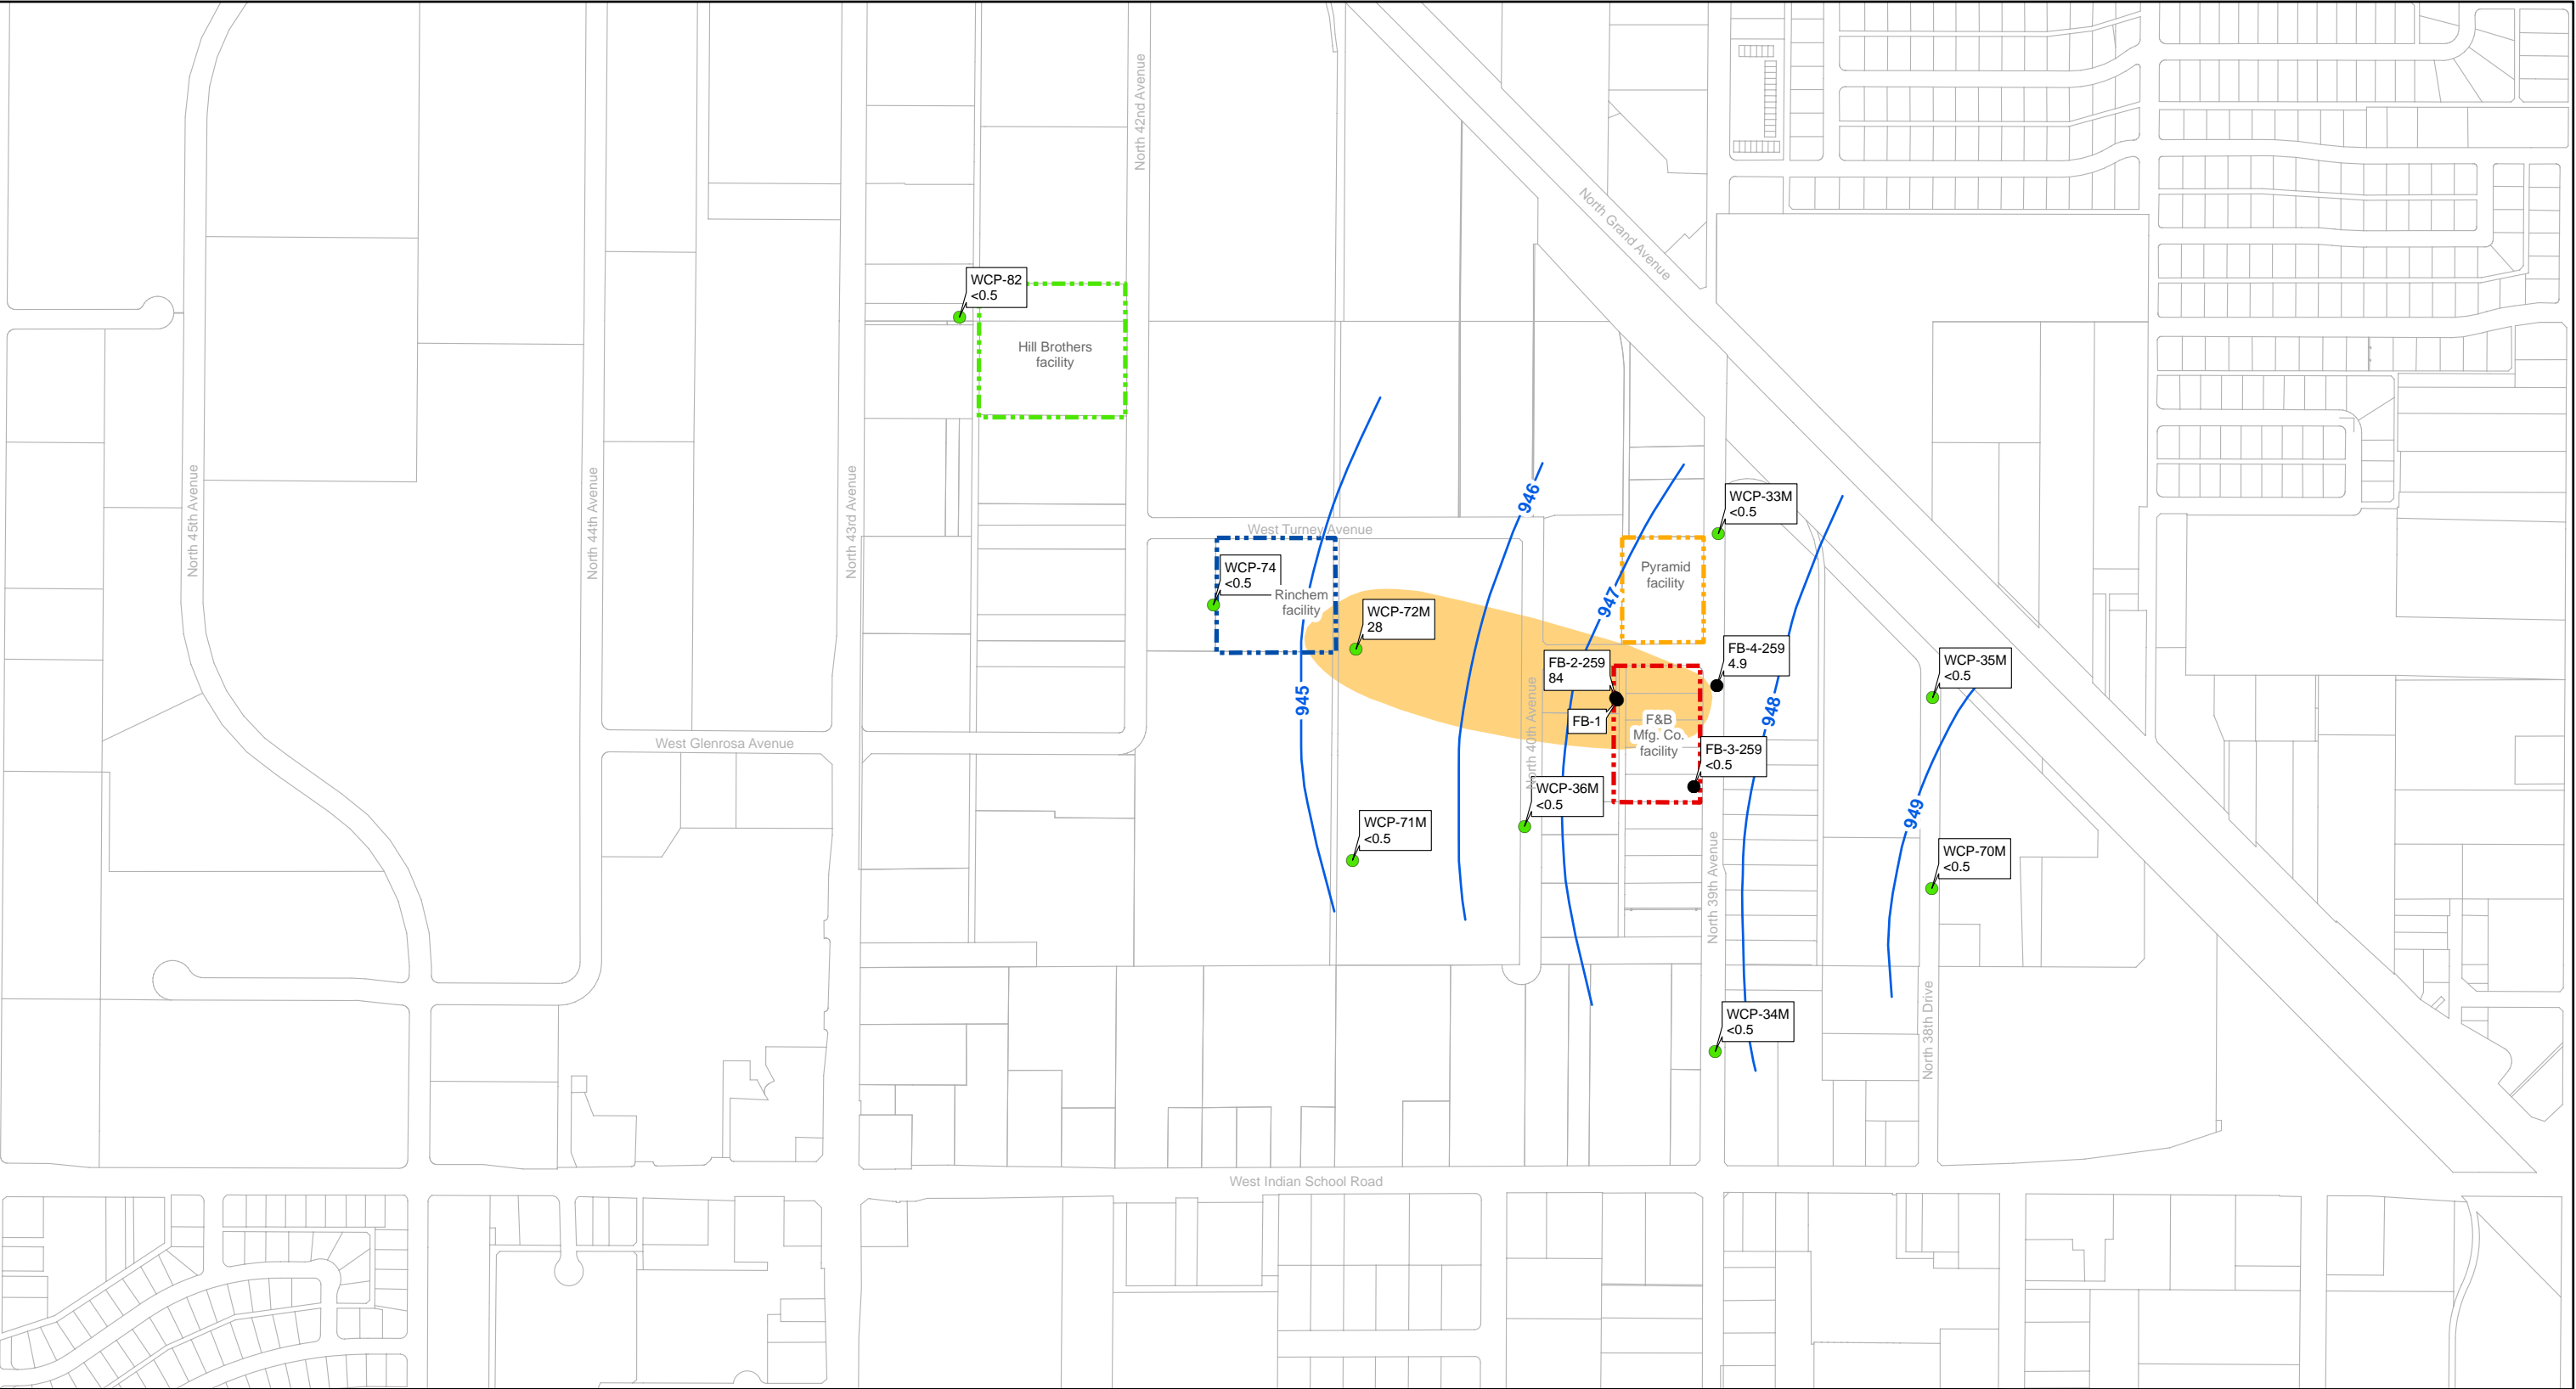 North 42nd Avenue
North Grand Avenue
WCP-82
<0.5
Hill Brothers
facility
North 45th Avenue
North 44th Avenue
North 43rd Avenue
946
WCP-33M
<0.5
West Turney Avenue
WCP-74
<0.5
Rinchem
facility
Pyramid
facility
947
WCP-72M
28
FB-2-259
84
FB-4-259
4.9
WCP-35M
<0.5
945
FB-1
F&B
Mfg. Co.
facility
948
North 40th Avenue
West Glenrosa Avenue
FB-3-259
<0.5
WCP-36M
<0.5
949
WCP-71M
<0.5
WCP-70M
<0.5
North 39th Avenue
WCP-34M
<0.5
North 38th Drive
West Indian School Road